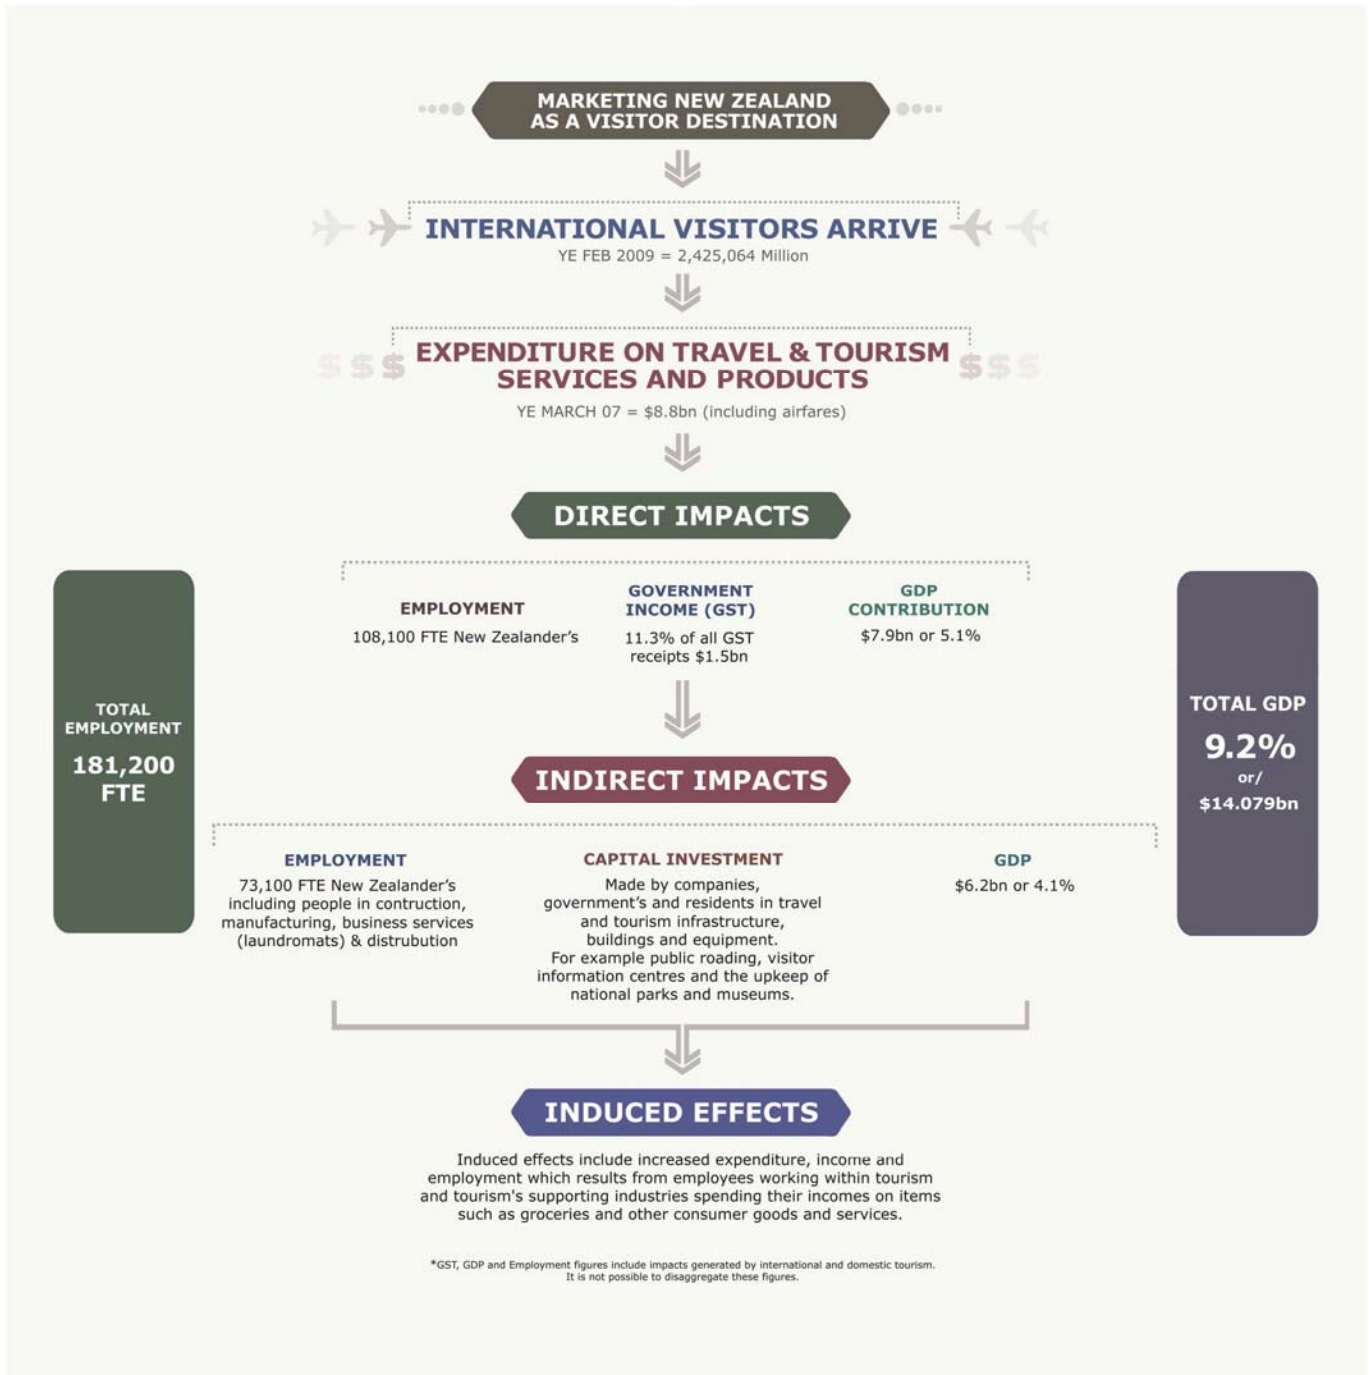 MARKETING NEW ZEALAND
AS A VISITOR DESTINATION
INTERNATIONAL VISITORS ARRIVE
YE FEB 2009 = 2,425,064 Million
$ $ $ EXPENDITURE ON TRAVEL & TOURISM $ $ $
SERVICES AND PRODUCTS
YE MARCH 07 = $8.8bn (including airfares)
DIRECT IMPACTS
EMPLOYMENT
108,100 FTE New Zealander's
GOVERNMENT
INCOME (GST)
11.3% of all GST
receipts $1.5bn
GDP
CONTRIBUTION
$7.9bn or 5.1%
TOTAL
EMPLOYMENT
181,200
FTE
TOTAL GDP
9.2%
or/
$14.079bn
INDIRECT IMPACTS
EMPLOYMENT
73,100 FTE New Zealander's
including people in contruction,
manufacturing, business services
(laundromats) & distrubution
CAPITAL INVESTMENT
Made by companies,
government's and residents in travel
and tourism infrastructure,
buildings and equipment.
For example public roading, visitor
information centres and the upkeep of
national parks and museums.
GDP
$6.2bn or 4.1%
INDUCED EFFECTS
Induced effects include increased expenditure, income and
employment which results from employees working within tourism
and tourism's supporting industries spending their incomes on items
such as groceries and other consumer goods and services.
*GST, GDP and Employment figures include impacts generated by international and domestic tourism.
It is not possible to disaggregate these figures.